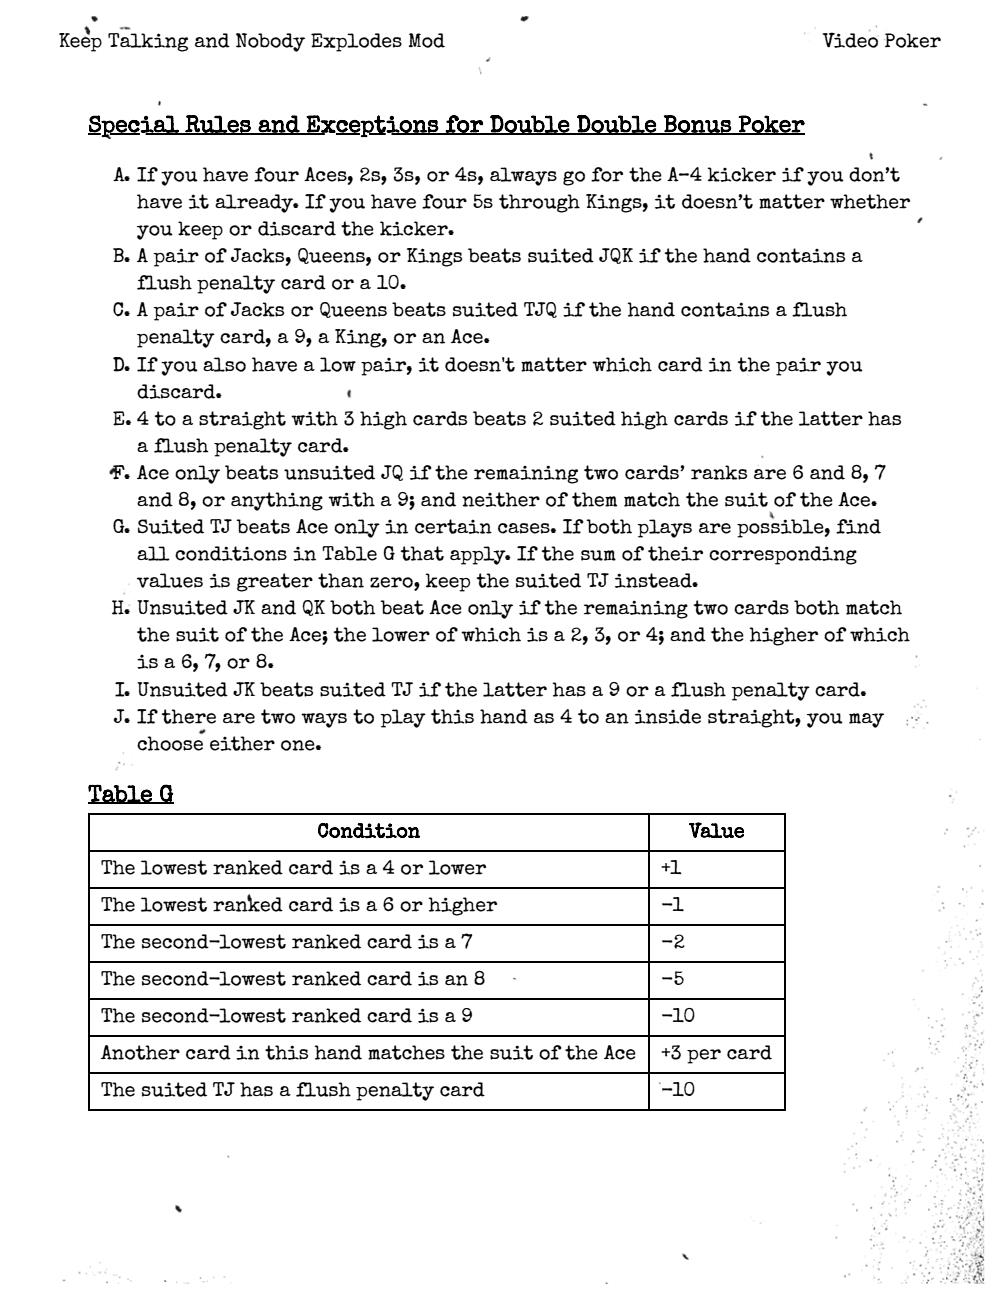 Keep Talking and Nobody Explodes Mod Video Poker
Special Rules and Exceptions for Double Double Bonus Poker
A. If you have four Aces, 2s, 3s, or 4s, always go for the A-4 kicker if you don't
have it already. If you have four 5s through Kings, it doesn't matter whether
you keep or discard the kicker.
B. A pair of Jacks, Queens, or Kings beats suited JQK if the hand contains a
flush penalty card or a 10.
C. A pair of Jacks or Queens beats suited TJQ if the hand contains a flush
penalty card, a 9, a King, or an Ace.
D. If you also have a low pair, it doesn't matter which card in the pair you
discard.
E. 4 to a straight with 3 high cards beats 2 suited high cards if the latter has
a flush penalty card.
F. Ace only beats unsuited JQ if the remaining two cards' ranks are 6 and 8, 7
and 8, or anything with a 9; and neither of them match the suit of the Ace.
G. Suited TJ beats Ace only in certain cases. If both plays are possible, find
all conditions in Table G that apply. If the sum of their corresponding
values is greater than zero, keep the suited TJ instead.
H. Unsuited JK and QK both beat Ace only if the remaining two cards both match
the suit of the Ace; the lower of which is a 2, 3, or 4; and the higher of which
is a 6, 7, or 8.
I. Unsuited JK beats suited TJ if the latter has a 9 or a flush penalty card.
J. If there are two ways to play this hand as 4 to an inside straight, you may
choose either one.
Table G
Condition Value
The lowest ranked card is a 4 or lower +1
The lowest ranked card is a 6 or higher -1
The second-lowest ranked card is a 7 -2
The second-lowest ranked card is an 8 -5
The second-lowest ranked card is a 9 -10
Another card in this hand matches the suit of the Ace +3 per card
The suited TJ has a flush penalty card -10